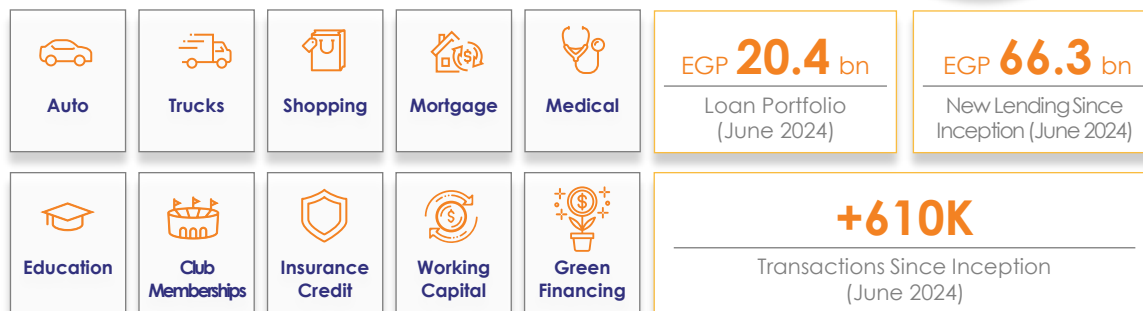 Auto
Trucks
Shopping
Mortgage
Medical
EGP 20.4 bn
Loan Portfolio
(June 2024)
EGP 66.3 bn
New Lending Since
Inception (June 2024)
Education
Club
Memberships
Insurance
Credit
Working
Capital
Green
Financing
+610K
Transactions Since Inception
(June 2024)